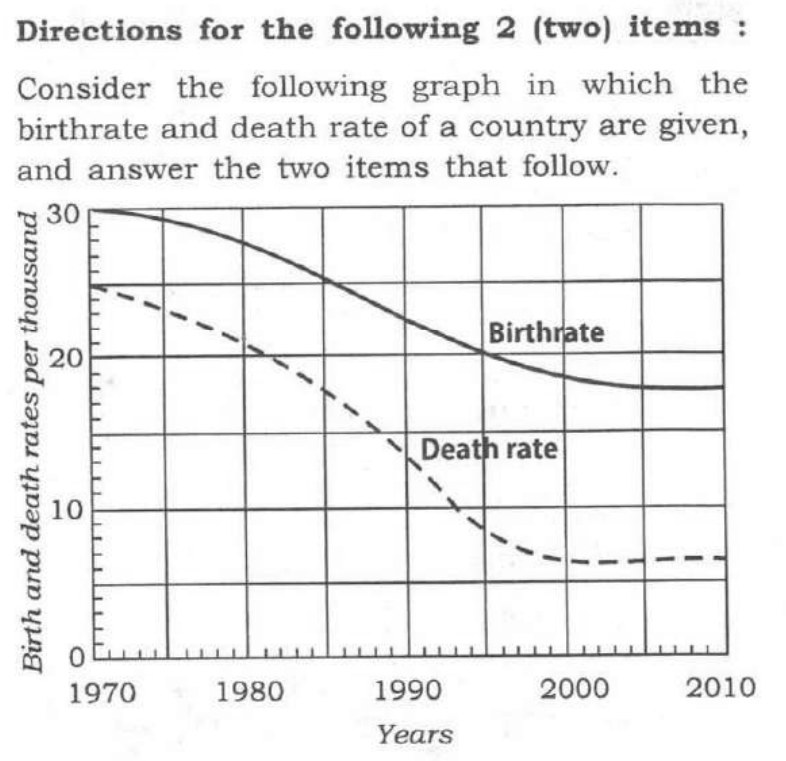 Directions for the following 2 (two) items :
Consider the following graph in which the
birthrate and death rate of a country are given,
and answer the two items that follow.
Birth and death rates per thousand
30
20
10
0
Birthrate
Death rate
1970 1980 1990 2000 2010
Years